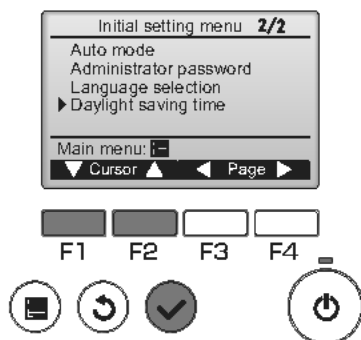 Initial setting menu 2/2
Auto mode
Administrator password
Language selection
Daylight saving time
Main menu:
Cursor Page
F1 F2 F3 F4